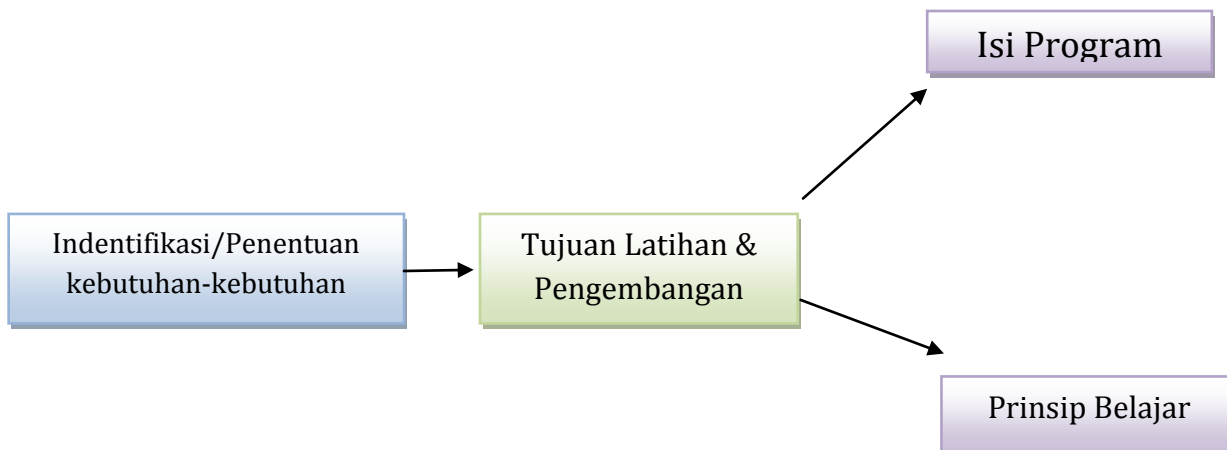 Isi Program
Indentifikasi/Penentuan
kebutuhan-kebutuhan
Tujuan Latihan &
Pengembangan
Prinsip Belajar